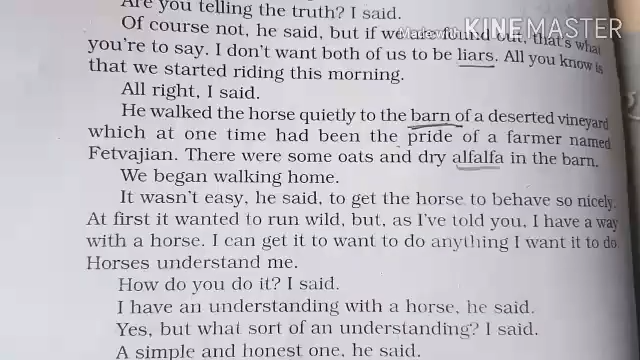 Are you telling the truth? I said.
Of course not, he said, but if we are found out, that's what
you're to say. I don't want both of us to be liars. All you know is
that we started riding this morning.
All right, I said.
He walked the horse quietly to the barn of a deserted vineyard
which at one time had been the pride of a farmer named
Fetvajian. There were some oats and dry alfalfa in the barn.
We began walking home.
It wasn't easy, he said, to get the horse to behave so nicely.
At first it wanted to run wild, but, as I've told you, I have a way
with a horse. I can get it to want to do anything I want it to do.
Horses understand me.
How do you do it? I said.
I have an understanding with a horse, he said.
Yes, but what sort of an understanding? I said.
A simple and honest one, he said.
Made with KINEMASTER